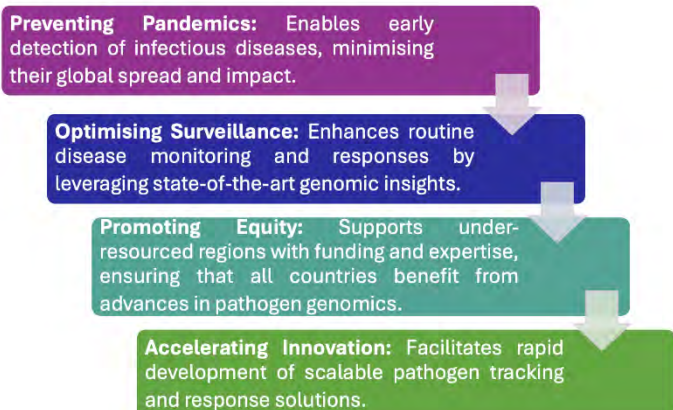 Preventing Pandemics: Enables early
detection of infectious diseases, minimising
their global spread and impact.
Optimising Surveillance: Enhances routine
disease monitoring and responses by
leveraging state-of-the-art genomic insights.
Promoting Equity: Supports under-
resourced regions with funding and expertise,
ensuring that all countries benefit from
advances in pathogen genomics.
Accelerating Innovation: Facilitates rapid
development of scalable pathogen tracking
and response solutions.